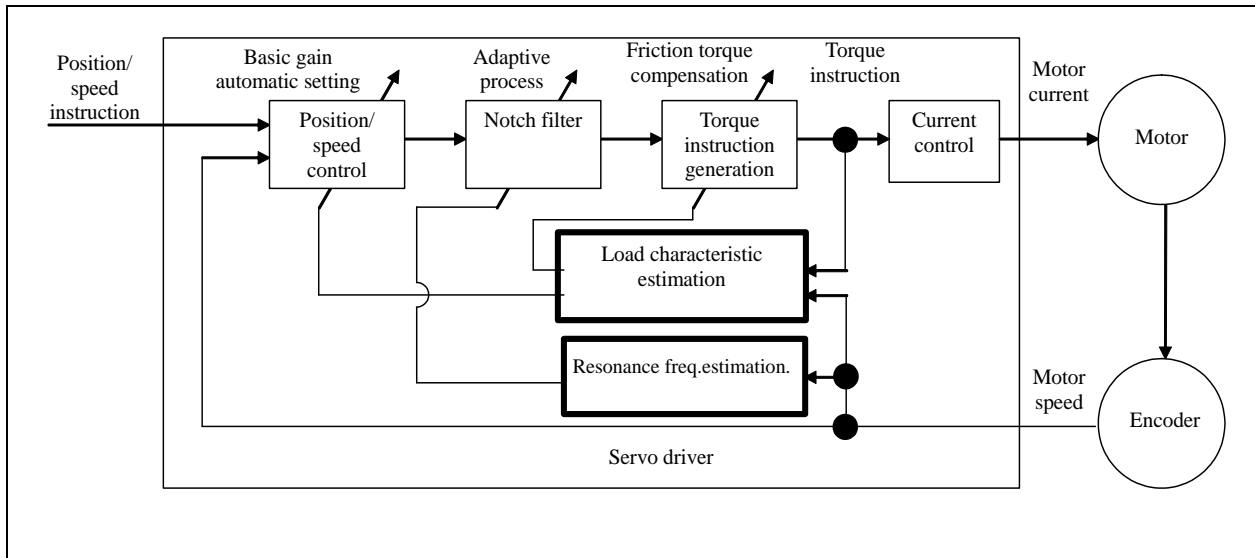 Position/
speed
instruction
Basic gain
automatic setting
Adaptive
process
Friction torque
compensation
Torque
instruction
Motor
current
Position/
speed
control
Notch filter
Torque
instruction
generation
Current
control
Motor
Load characteristic
estimation
Resonance freq.estimation.
Motor
speed
Encoder
Servo driver